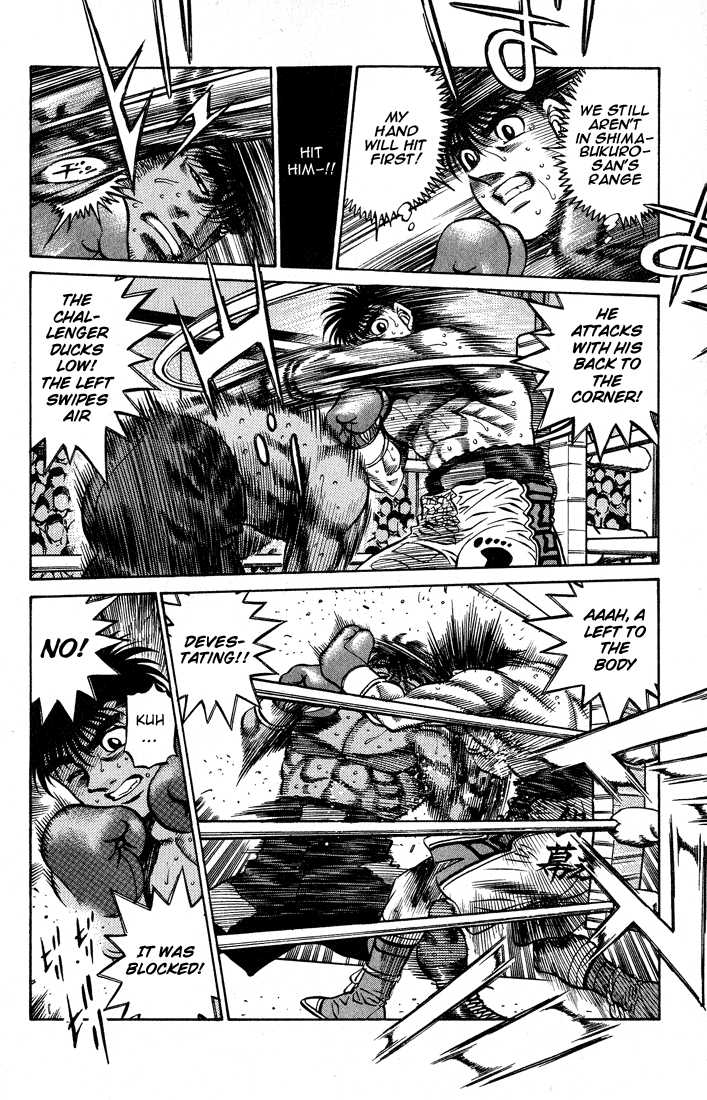 WE STILL
AREN'T
IN SHIMA-
BUKURO-
SAN'S
RANGE
MY
HAND
WILL HIT
FIRST!
HIT
HIM-!!
HE
ATTACKS
WITH HIS
BACK TO
THE
CORNER!
THE
CHAL-
LENGER
DUCKS
LOW!
THE LEFT
SWIPES
AIR
AAAH, A
LEFT TO
THE
BODY
DEVES-
TATING!!
NO!
KUH
...
IT WAS
BLOCKED!